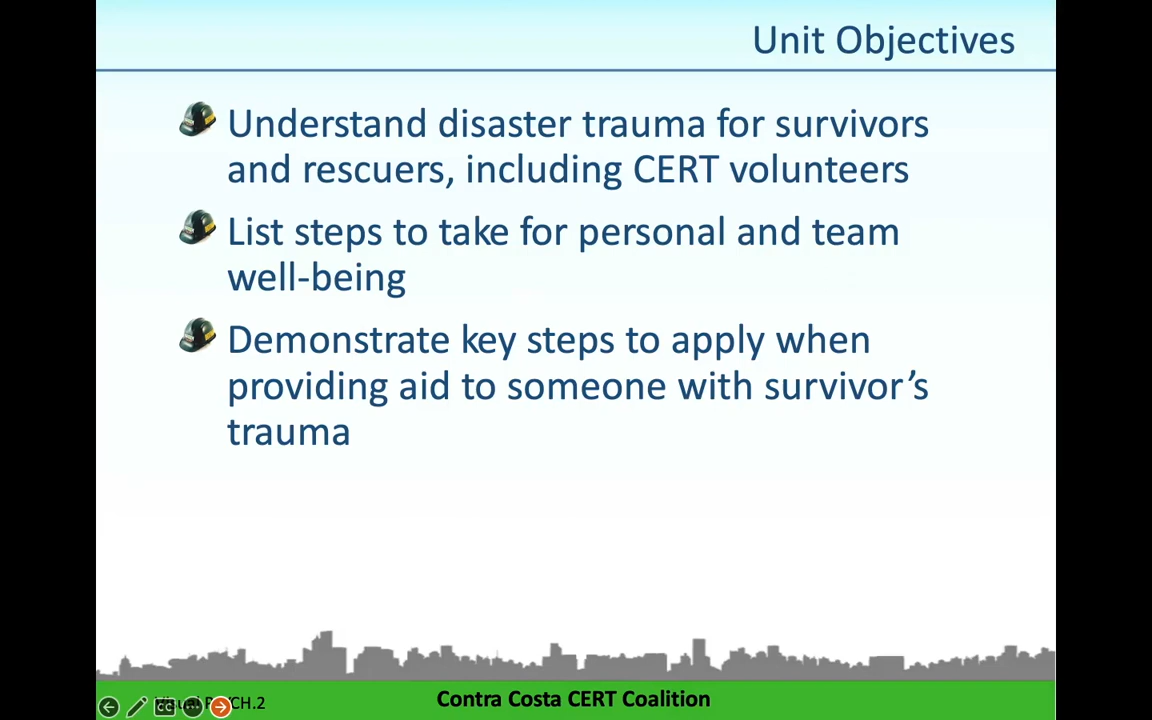 Unit Objectives
Understand disaster trauma for survivors
and rescuers, including CERT volunteers
List steps to take for personal and team
well-being
Demonstrate key steps to apply when
providing aid to someone with survivor’s
trauma
Contra Costa CERT Coalition
CC